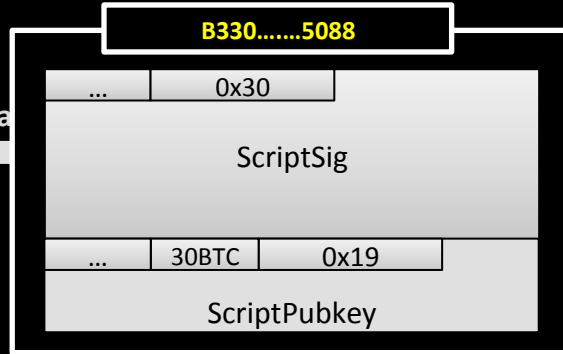 B330…….5088
... 0x30
a
ScriptSig
... 30BTC 0x19
ScriptPubkey